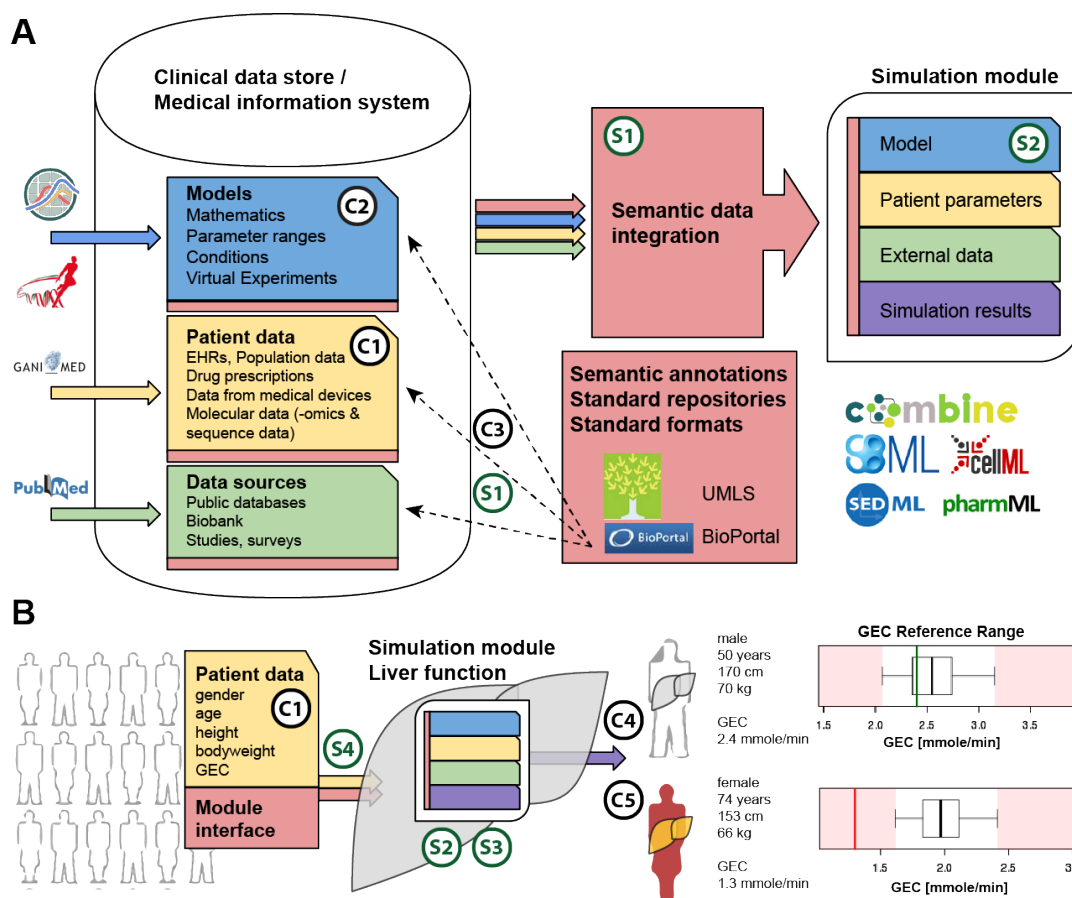 A
Clinical data store /
Medical information system
Models
Mathematics
Parameter ranges
Conditions
Virtual Experiments
C2
Patient data
EHRs, Population data
Drug prescriptions
Data from medical devices
Molecular data (-omics &
sequence data)
C1
Data sources
Public databases
Biobank
Studies, surveys
GANI MED
PubMed
C3
S1
S1
Semantic data
integration
Semantic annotations
Standard repositories
Standard formats
UMLS
BioPortal
BioPortal
Simulation module
Model
S2
Patient parameters
External data
Simulation results
combine
SBML
cellML
SED ML
pharmML
B
Patient data
gender
age
height
bodyweight
GEC
C1
Module
interface
S4
Simulation module
Liver function
S2
S3
C4
C5
male
50 years
170 cm
70 kg
GEC
2.4 mmole/min
female
74 years
153 cm
66 kg
GEC
1.3 mmole/min
GEC Reference Range
1.5 2.0 2.5 3.0 3.5
GEC [mmole/min]
1.5 2.0 2.5
GEC [mmole/min]